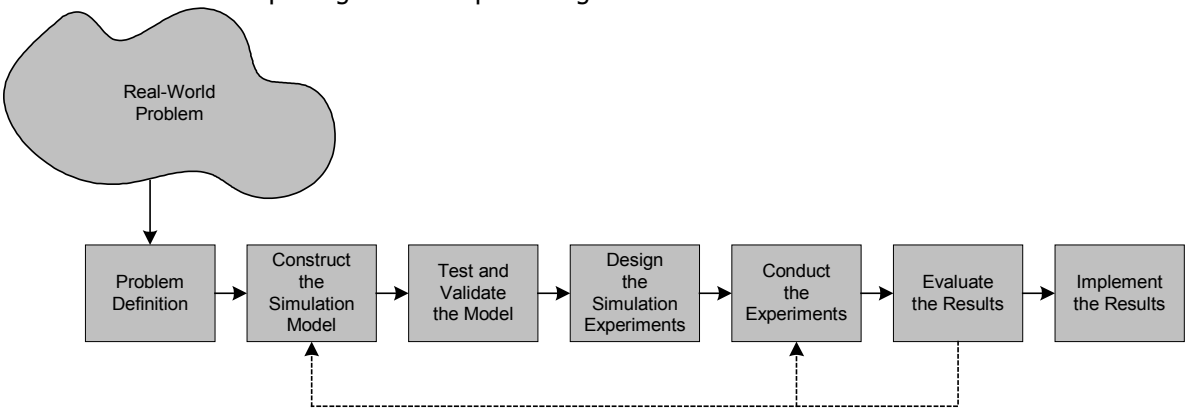 Real-World
Problem
Problem
Definition
Construct
the
Simulation
Model
Test and
Validate
the Model
Design
the
Simulation
Experiments
Conduct
the
Experiments
Evaluate
the Results
Implement
the Results